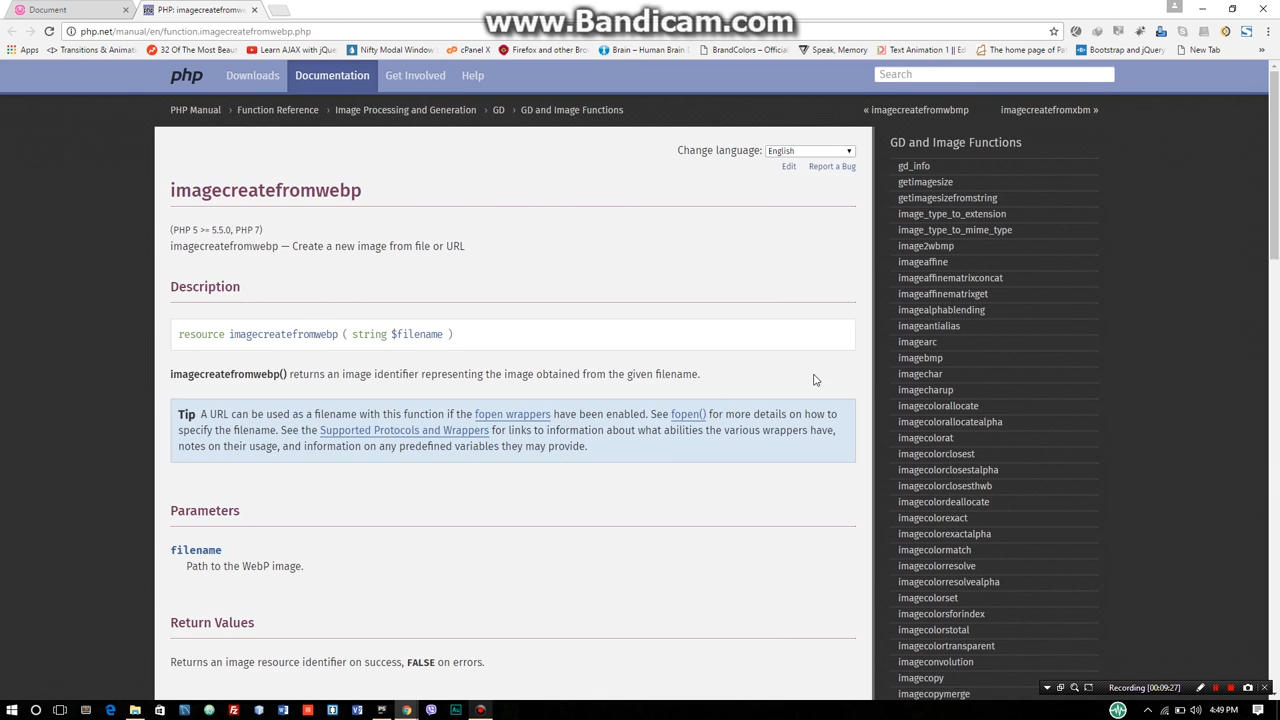 Document
PHP: imagecreatefromweb
www.Bandicam.com
php.net/manual/en/function.imagecreatefromwebp.php
Apps
Transitions & Animatio
32 Of The Best Youtu
Learn AJAX with jQue
Nifty Modal Window
cPanel X
Firefox and other Bro
Brain – Human Brain
BrandColors – Official
Speak, Memory
The home page of Pa
Bootstrap and jQuery
New Tab
php
Downloads
Documentation
Get Involved
Help
Search
PHP Manual › Function Reference › Image Processing and Generation › GD › GD and Image Functions
« imagecreatefromwbmp
imagecreatefromxbm »
Change language: English
Edit
Report a Bug
imagecreatefromwebp
(PHP 5 >= 5.5.0, PHP 7)
imagecreatefromwebp — Create a new image from file or URL
Description
resource imagecreatefromwebp ( string $filename )
imagecreatefromwebp() returns an image identifier representing the image obtained from the given filename.
Tip A URL can be used as a filename with this function if the fopen wrappers have been enabled. See fopen() for more details on how to
specify the filename. See the Supported Protocols and Wrappers for links to information about what abilities the various wrappers have,
notes on their usage, and information on any predefined variables they may provide.
Parameters
filename
Path to the WebP image.
Return Values
Returns an image resource identifier on success, FALSE on errors.
GD and Image Functions
gd_info
getimagesize
getimagesizefromstring
image_type_to_extension
image_type_to_mime_type
image2wbmp
imageaffine
imageaffinematrixconcat
imageaffinematrixget
imagealphablending
imageantialias
imagearc
imagebmp
imagechar
imagecharup
imagecolorallocate
imagecolorallocatealpha
imagecolorat
imagecolorclosest
imagecolorclosestalpha
imagecolorclosesthwb
imagecolordeallocate
imagecolorexact
imagecolorexactalpha
imagecolormatch
imagecolorresolve
imagecolorresolvealpha
imagecolorset
imagecolorsforindex
imagecolorstotal
imagecolortransparent
imageconvolution
imagecopy
imagecopymerge
Recording [00:09:27]
4:49 PM